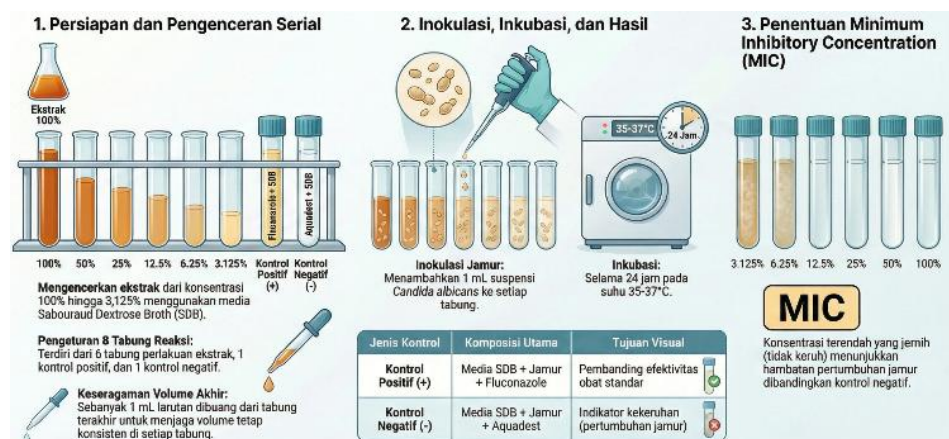 1. Persiapan dan Pengenceran Serial
Ekstrak
100%
Fluanarole + SDB
Aquadest + SDB
100% 50% 25% 12.5% 6.25% 3.125% Kontrol Positif (+) Kontrol Negatif (-)
Mengencerkan ekstrak dari konsentrasi
100% hingga 3,125% menggunakan media
Sabouraud Dextrose Broth (SDB).
Pengaturan 8 Tabung Reaksi:
Terdiri dari 6 tabung perlakuan ekstrak, 1
kontrol positif, dan 1 kontrol negatif.
Keseragaman Volume Akhir:
Sebanyak 1 mL larutan dibuang dari tabung
terakhir untuk menjaga volume tetap
konsisten di setiap tabung.
2. Inokulasi, Inkubasi, dan Hasil
35-37°C
24 Jam
Inokulasi Jamur:
Menambahkan 1 mL suspensi
Candida albicans ke setiap
tabung.
Inkubasi:
Selama 24 jam pada
suhu 35-37°C.
Jenis Kontrol Komposisi Utama Tujuan Visual
Kontrol Positif (+) Media SDB + Jamur + Fluconazole Pembanding efektivitas obat standar
Kontrol Negatif (-) Media SDB + Jamur + Aquadest Indikator kekeruhan (pertumbuhan jamur)
3. Penentuan Minimum
Inhibitory Concentration
(MIC)
3.125% 6.25% 12.5% 25% 50% 100%
MIC
Konsentrasi terendah yang jernih
(tidak keruh) menunjukkan
hambatan pertumbuhan jamur
dibandingkan kontrol negatif.